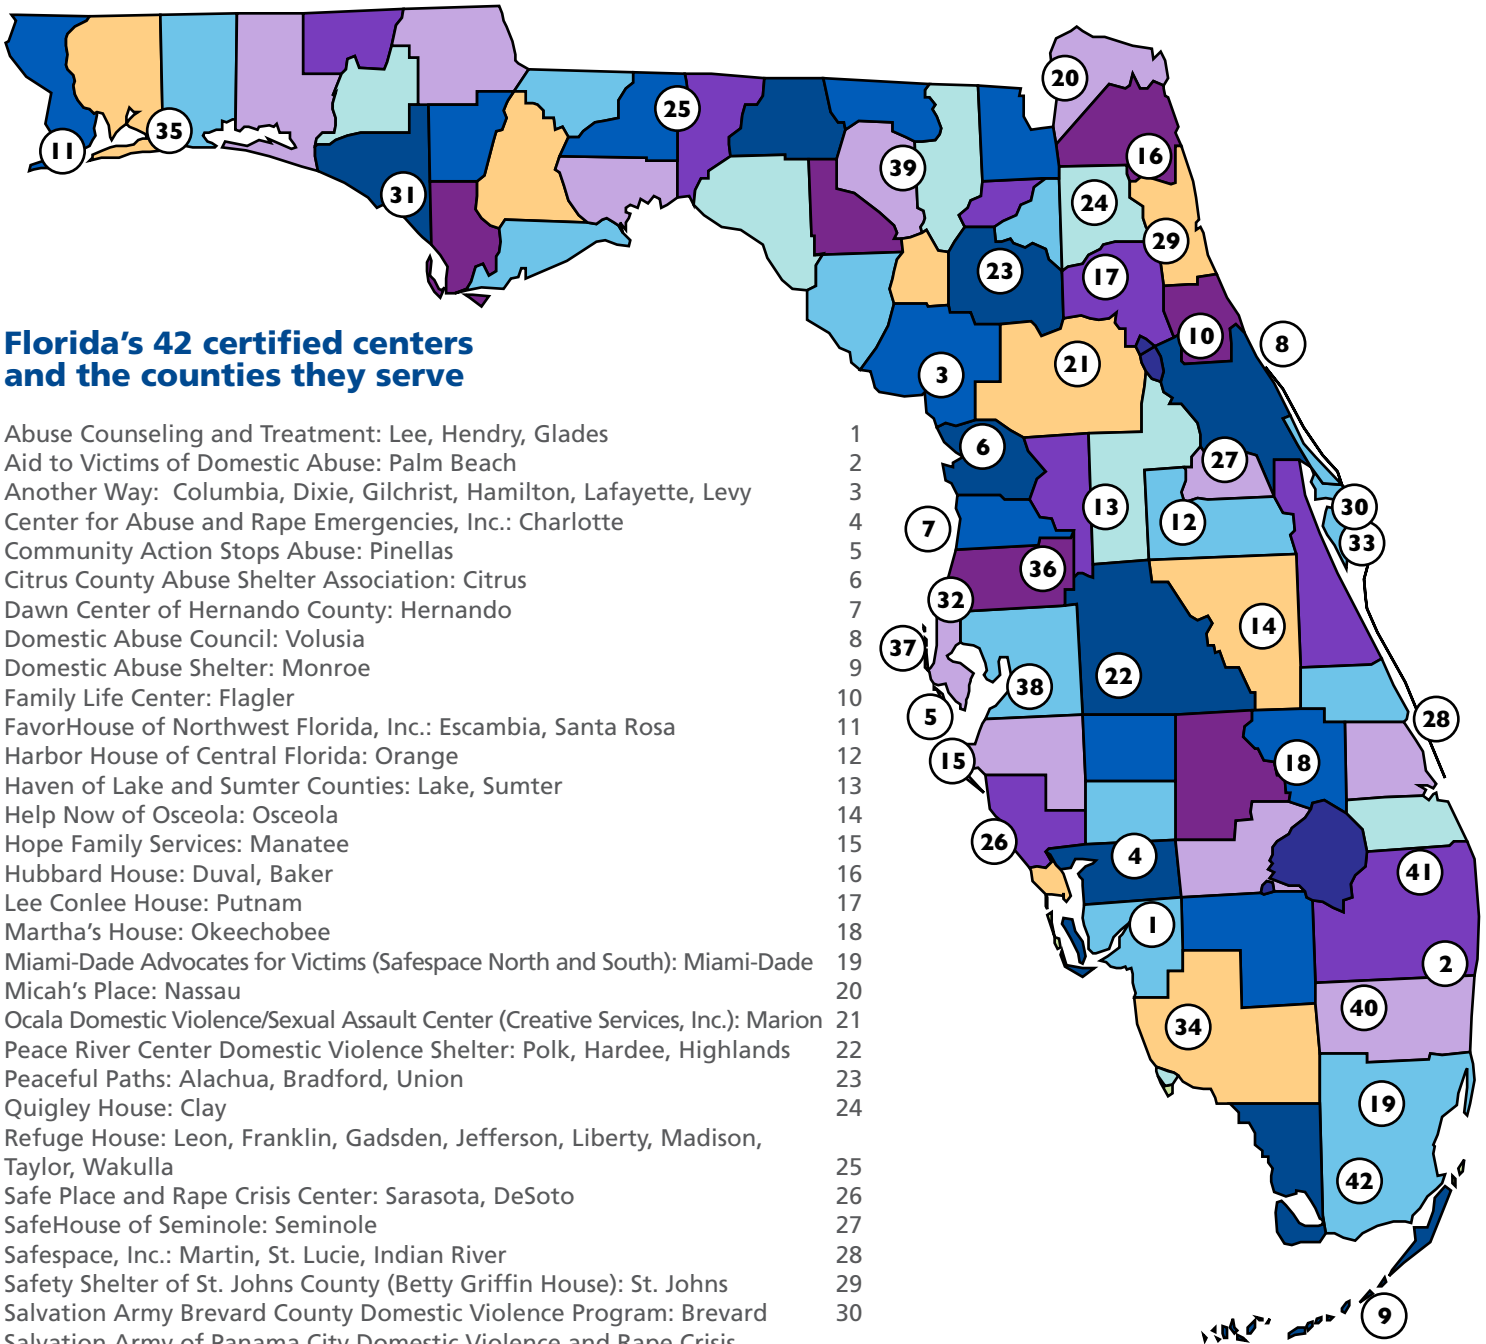 Florida's 42 certified centers
and the counties they serve
Abuse Counseling and Treatment: Lee, Hendry, Glades 1
Aid to Victims of Domestic Abuse: Palm Beach 2
Another Way: Columbia, Dixie, Gilchrist, Hamilton, Lafayette, Levy 3
Center for Abuse and Rape Emergencies, Inc.: Charlotte 4
Community Action Stops Abuse: Pinellas 5
Citrus County Abuse Shelter Association: Citrus 6
Dawn Center of Hernando County: Hernando 7
Domestic Abuse Council: Volusia 8
Domestic Abuse Shelter: Monroe 9
Family Life Center: Flagler 10
FavorHouse of Northwest Florida, Inc.: Escambia, Santa Rosa 11
Harbor House of Central Florida: Orange 12
Haven of Lake and Sumter Counties: Lake, Sumter 13
Help Now of Osceola: Osceola 14
Hope Family Services: Manatee 15
Hubbard House: Duval, Baker 16
Lee Conlee House: Putnam 17
Martha's House: Okeechobee 18
Miami-Dade Advocates for Victims (Safespace North and South): Miami-Dade 19
Micah's Place: Nassau 20
Ocala Domestic Violence/Sexual Assault Center (Creative Services, Inc.): Marion 21
Peace River Center Domestic Violence Shelter: Polk, Hardee, Highlands 22
Peaceful Paths: Alachua, Bradford, Union 23
Quigley House: Clay 24
Refuge House: Leon, Franklin, Gadsden, Jefferson, Liberty, Madison,
Taylor, Wakulla 25
Safe Place and Rape Crisis Center: Sarasota, DeSoto 26
SafeHouse of Seminole: Seminole 27
Safespace, Inc.: Martin, St. Lucie, Indian River 28
Safety Shelter of St. Johns County (Betty Griffin House): St. Johns 29
Salvation Army Brevard County Domestic Violence Program: Brevard 30
Salvation Army of Panama City Domestic Violence and Rape Crisis
20
25
35
11
16
39
31
24
29
23
17
10
8
21
3
6
27
13
12
30
7
33
36
32
14
37
22
38
5
28
15
18
26
4
41
1
2
40
34
19
42
9